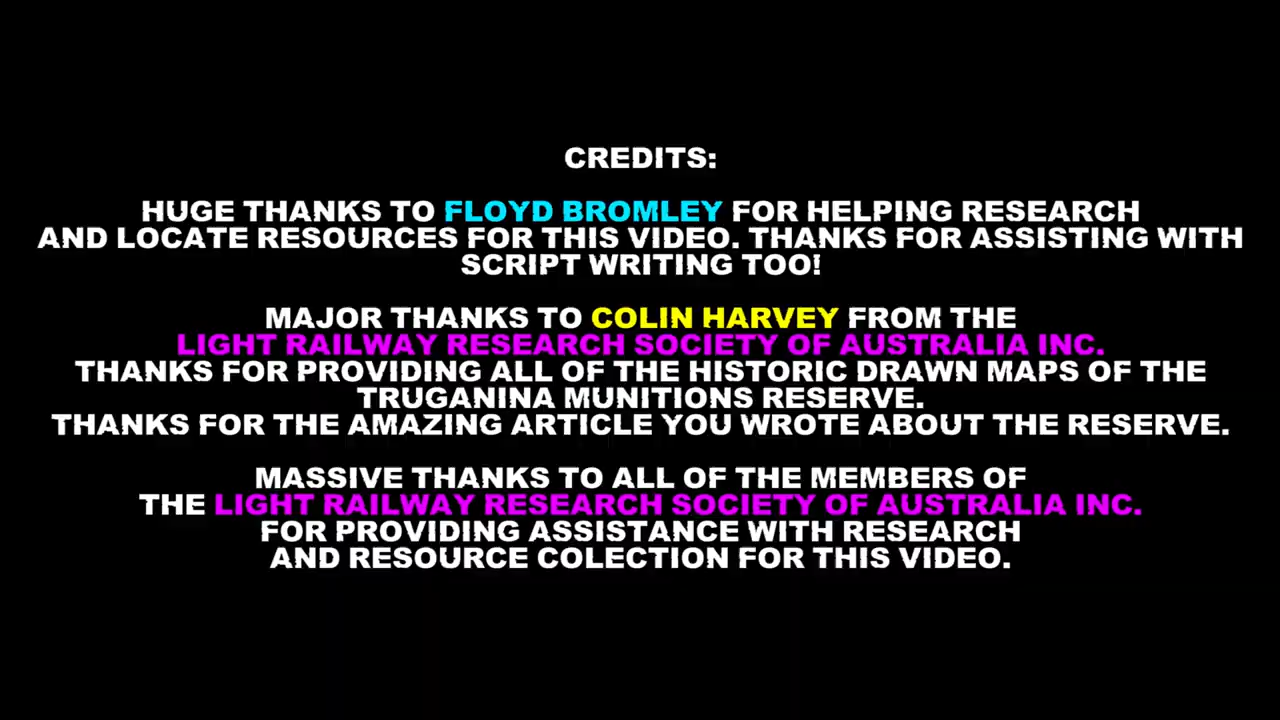 CREDITS:
HUGE THANKS TO FLOYD BROMLEY FOR HELPING RESEARCH
AND LOCATE RESOURCES FOR THIS VIDEO. THANKS FOR ASSISTING WITH
SCRIPT WRITING TOO!
MAJOR THANKS TO COLIN HARVEY FROM THE
LIGHT RAILWAY RESEARCH SOCIETY OF AUSTRALIA INC.
THANKS FOR PROVIDING ALL OF THE HISTORIC DRAWN MAPS OF THE
TRUGANINA MUNITIONS RESERVE.
THANKS FOR THE AMAZING ARTICLE YOU WROTE ABOUT THE RESERVE.
MASSIVE THANKS TO ALL OF THE MEMBERS OF
THE LIGHT RAILWAY RESEARCH SOCIETY OF AUSTRALIA INC.
FOR PROVIDING ASSISTANCE WITH RESEARCH
AND RESOURCE COLECTION FOR THIS VIDEO.